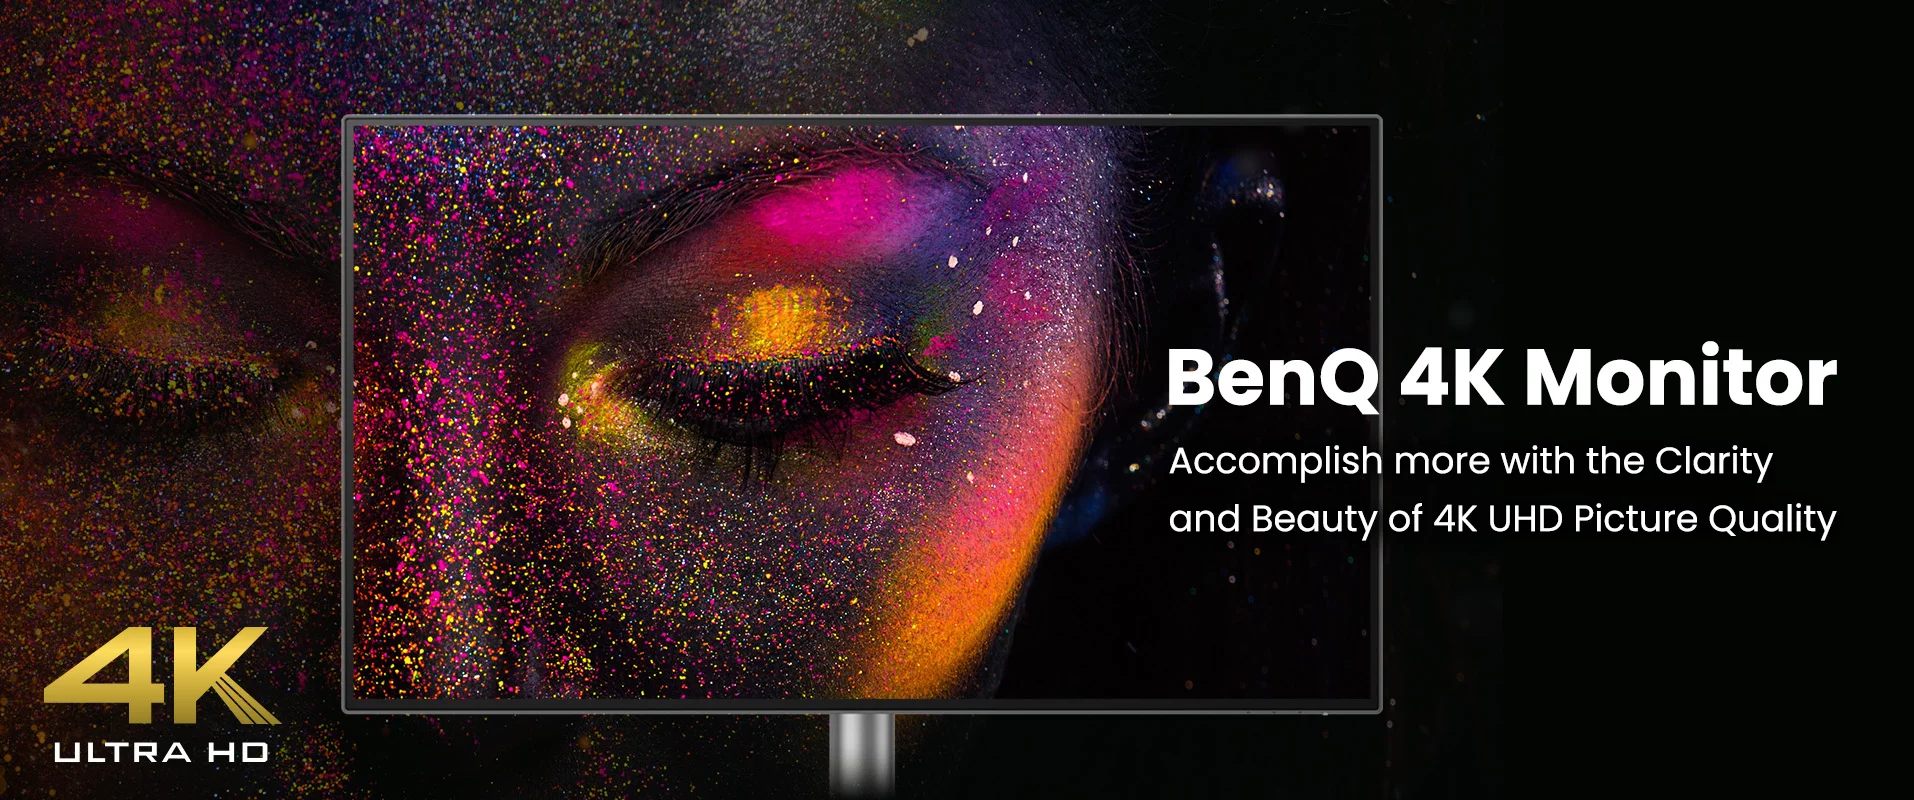 BenQ 4K Monitor
Accomplish more with the Clarity
and Beauty of 4K UHD Picture Quality
4K
ULTRA HD